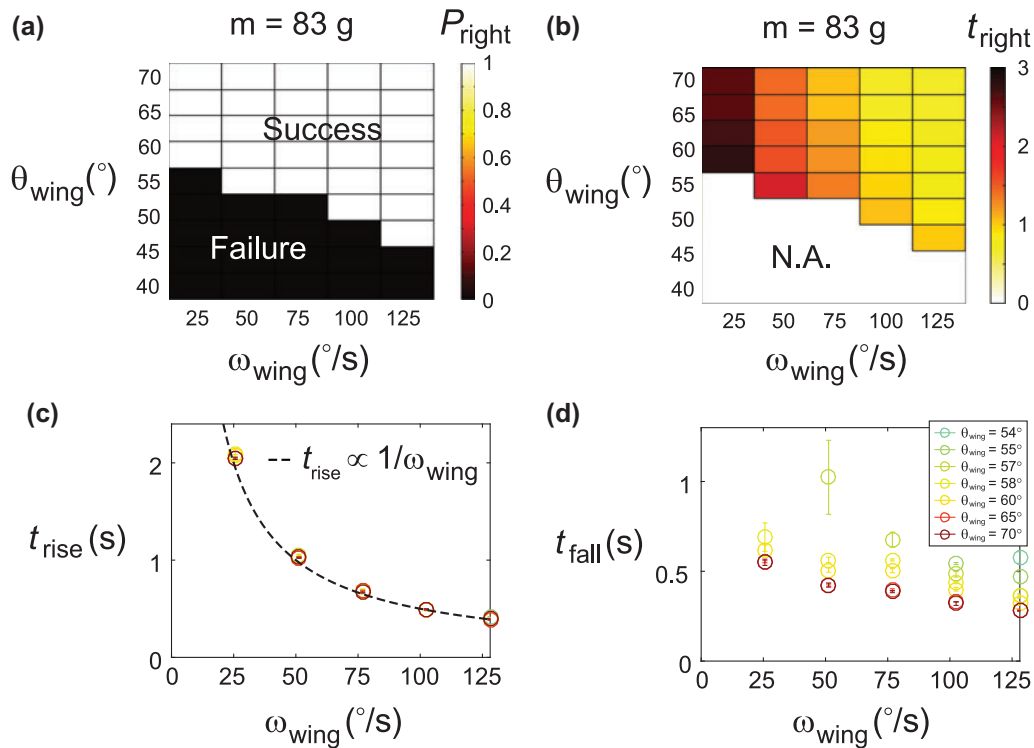 (a)
m = 83 g
P_right
θ_wing(°)
70
65
60
55
50
45
40
Success
Failure
25 50 75 100 125
ω_wing(°/s)
1
0.8
0.6
0.4
0.2
0
(b)
m = 83 g
t_right
θ_wing(°)
70
65
60
55
50
45
40
N.A.
25 50 75 100 125
ω_wing(°/s)
3
2
1
0
(c)
t_rise(s)
2
1
0
t_rise ∝ 1/ω_wing
0 25 50 75 100 125
ω_wing(°/s)
(d)
t_fall(s)
1
0.5
0
θ_wing = 54°
θ_wing = 55°
θ_wing = 57°
θ_wing = 58°
θ_wing = 60°
θ_wing = 65°
θ_wing = 70°
0 25 50 75 100 125
ω_wing(°/s)